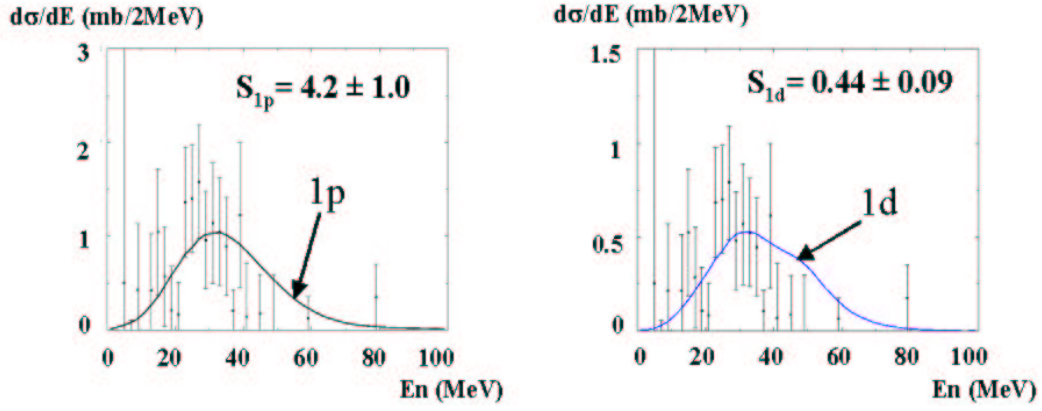 dσ/dE (mb/2MeV)
3
2
1
0
S1p= 4.2 ± 1.0
1p
0 20 40 60 80 100
En (MeV)
dσ/dE (mb/2MeV)
1.5
1
0.5
0
S1d= 0.44 ± 0.09
1d
0 20 40 60 80 100
En (MeV)